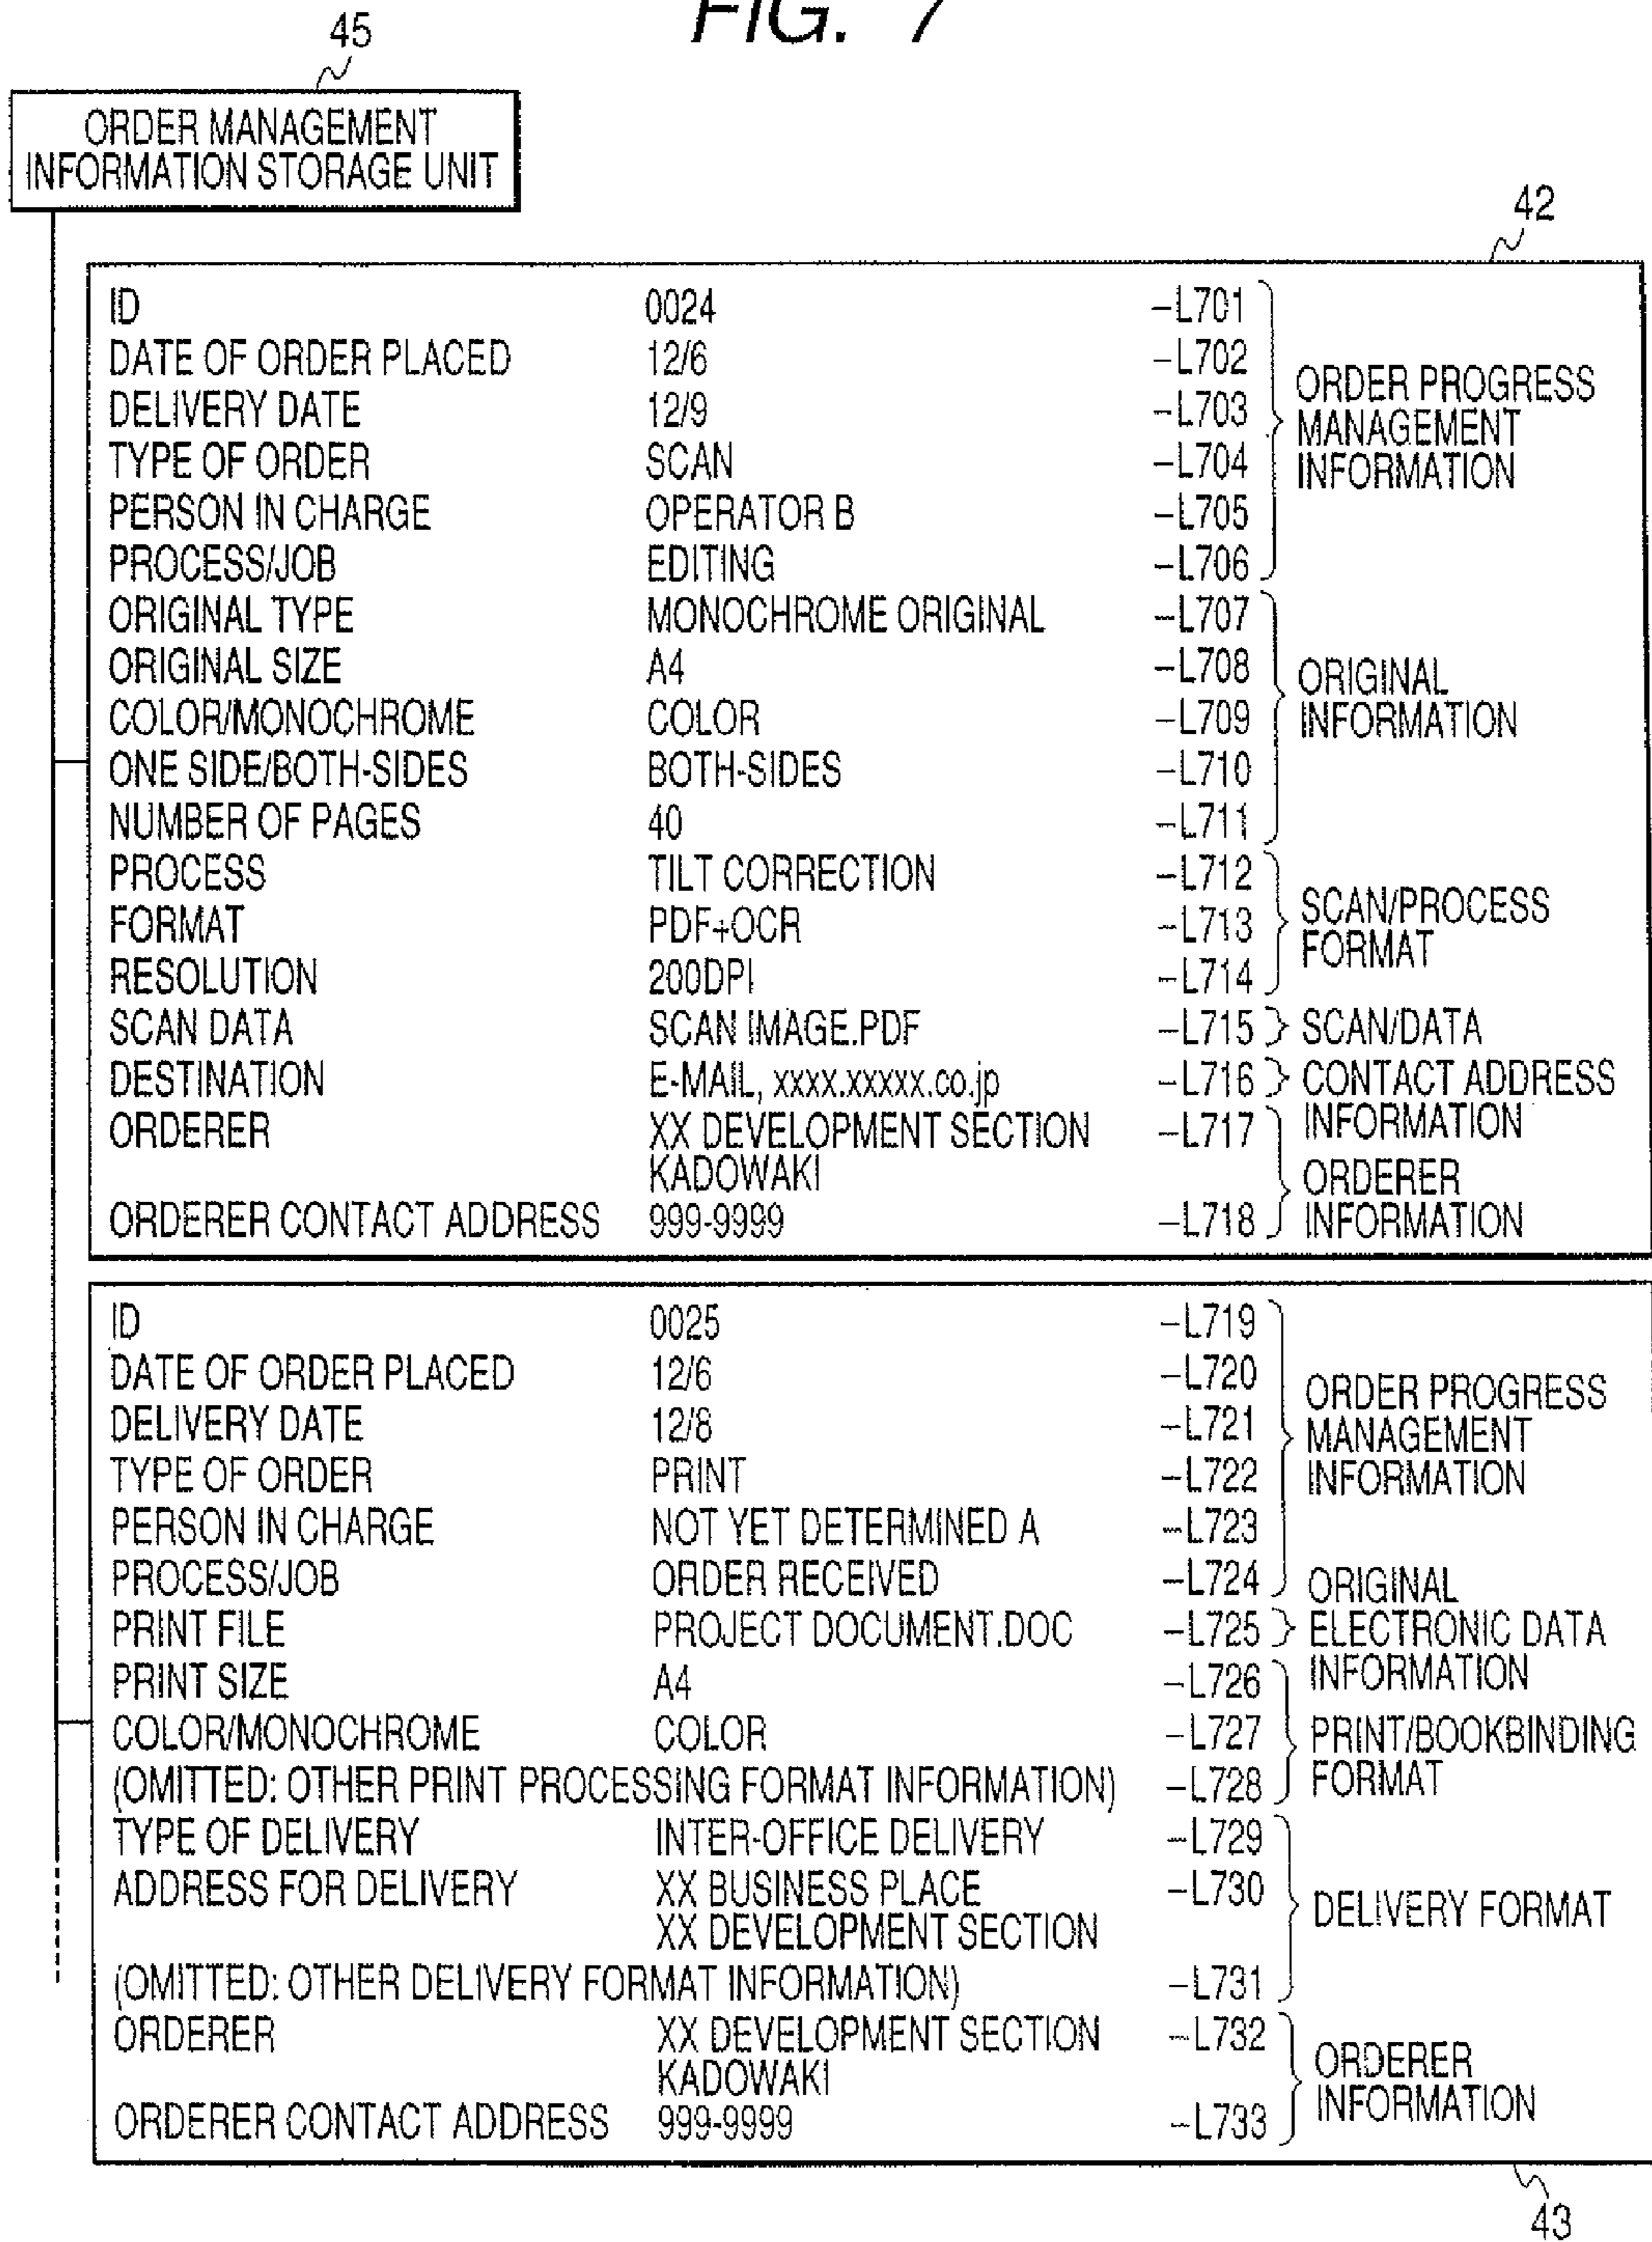 FIG. 7
45
ORDER MANAGEMENT
INFORMATION STORAGE UNIT
42
ID 0024 -L701
DATE OF ORDER PLACED 12/6 -L702
DELIVERY DATE 12/9 -L703
TYPE OF ORDER SCAN -L704
PERSON IN CHARGE OPERATOR B -L705
PROCESS/JOB EDITING -L706
ORDER PROGRESS
MANAGEMENT
INFORMATION
ORIGINAL TYPE MONOCHROME ORIGINAL -L707
ORIGINAL SIZE A4 -L708
COLOR/MONOCHROME COLOR -L709
ONE SIDE/BOTH-SIDES BOTH-SIDES -L710
NUMBER OF PAGES 40 -L711
ORIGINAL
INFORMATION
PROCESS TILT CORRECTION -L712
FORMAT PDF+OCR -L713
RESOLUTION 200DPI -L714
SCAN/PROCESS
FORMAT
SCAN DATA SCAN IMAGE.PDF -L715 SCAN/DATA
DESTINATION E-MAIL, xxxx.xxxxx.co.jp -L716 CONTACT ADDRESS
INFORMATION
ORDERER XX DEVELOPMENT SECTION -L717
KADOWAKI
ORDERER CONTACT ADDRESS 999-9999 -L718
ORDERER
INFORMATION
ID 0025 -L719
DATE OF ORDER PLACED 12/6 -L720
DELIVERY DATE 12/8 -L721
TYPE OF ORDER PRINT -L722
PERSON IN CHARGE NOT YET DETERMINED A -L723
PROCESS/JOB ORDER RECEIVED -L724
ORDER PROGRESS
MANAGEMENT
INFORMATION
PRINT FILE PROJECT DOCUMENT.DOC -L725
ORIGINAL
ELECTRONIC DATA
INFORMATION
PRINT SIZE A4 -L726
COLOR/MONOCHROME COLOR -L727
(OMITTED: OTHER PRINT PROCESSING FORMAT INFORMATION) -L728
PRINT/BOOKBINDING
FORMAT
TYPE OF DELIVERY INTER-OFFICE DELIVERY -L729
ADDRESS FOR DELIVERY XX BUSINESS PLACE -L730
XX DEVELOPMENT SECTION
(OMITTED: OTHER DELIVERY FORMAT INFORMATION) -L731
DELIVERY FORMAT
ORDERER XX DEVELOPMENT SECTION -L732
KADOWAKI
ORDERER CONTACT ADDRESS 999-9999 -L733
ORDERER
INFORMATION
43